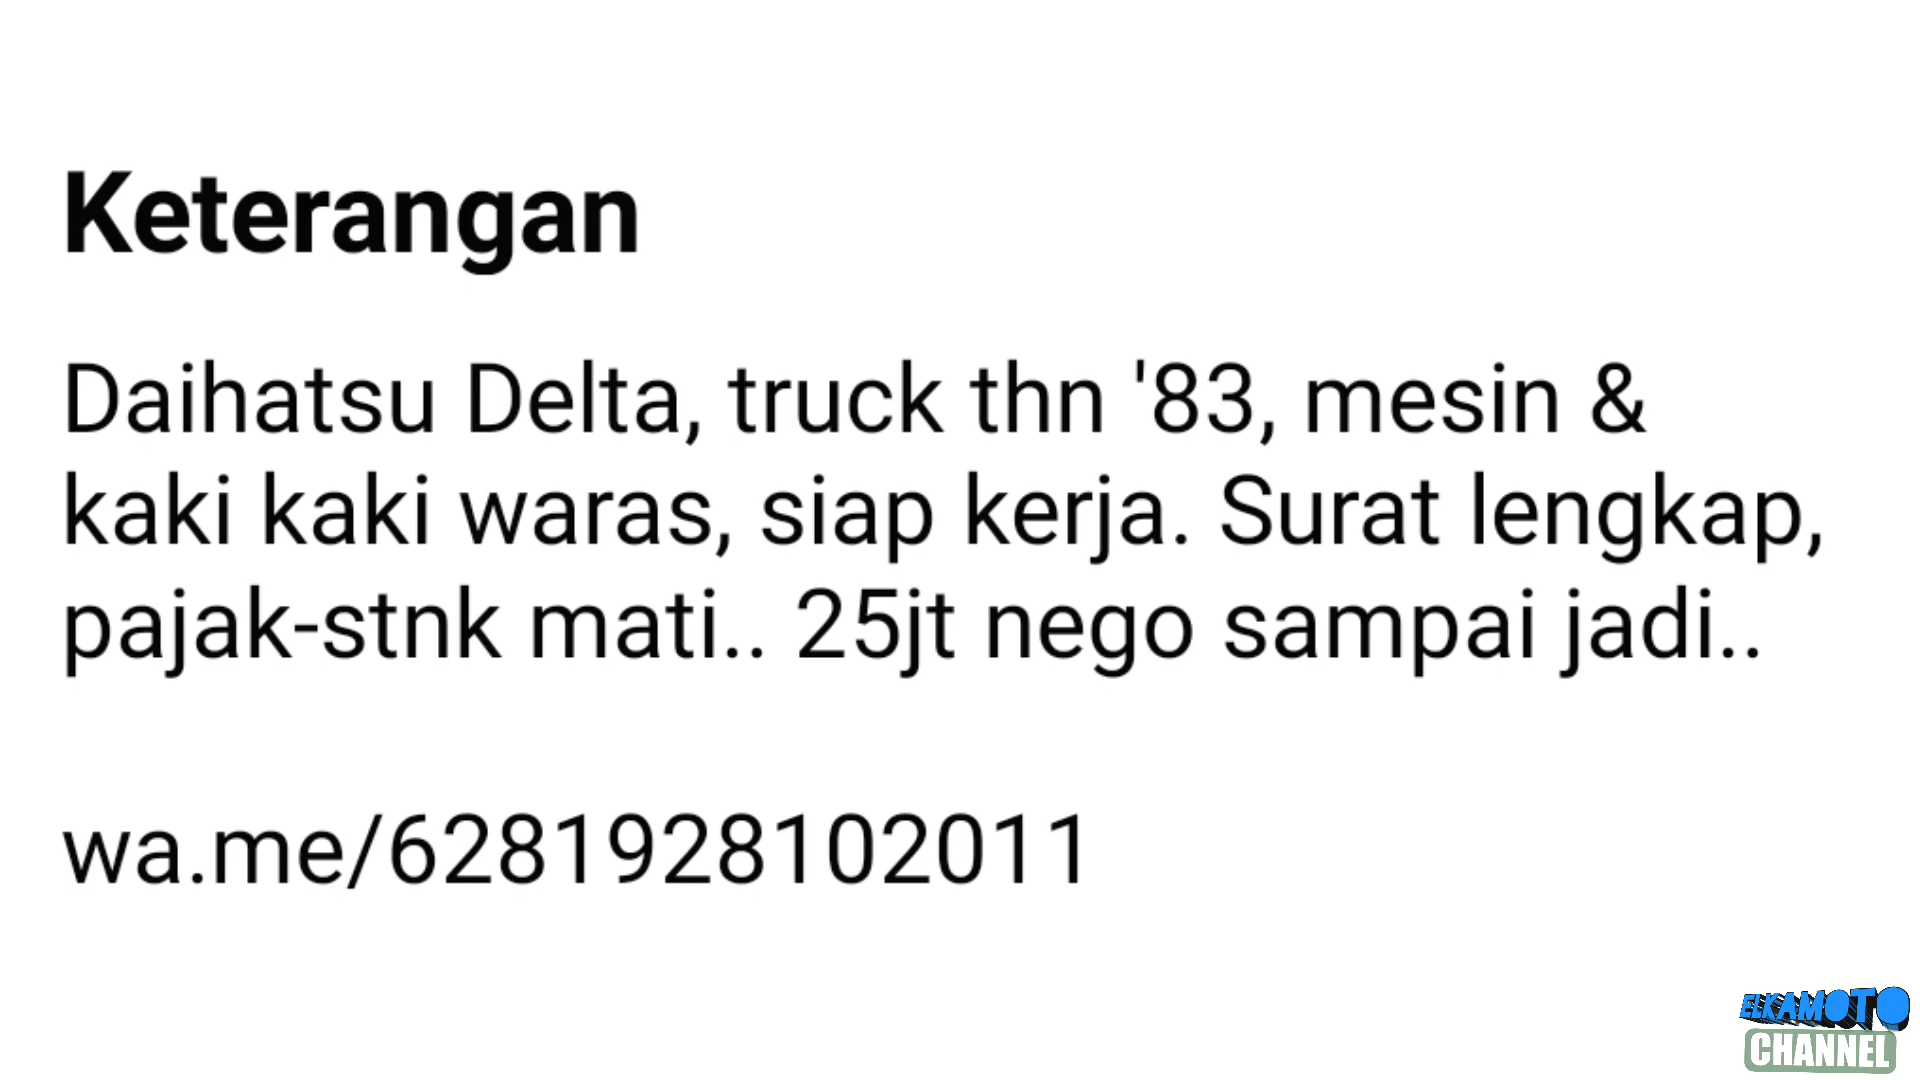 Keterangan
Daihatsu Delta, truck thn '83, mesin &
kaki kaki waras, siap kerja. Surat lengkap,
pajak-stnk mati.. 25jt nego sampai jadi..
wa.me/6281928102011
ELKAMOTO
CHANNEL